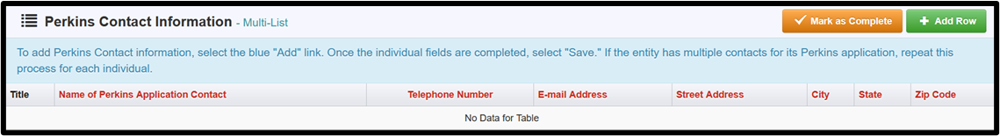 Perkins Contact Information - Multi-List
Mark as Complete
Add Row
To add Perkins Contact information, select the blue "Add" link. Once the individual fields are completed, select "Save." If the entity has multiple contacts for its Perkins application, repeat this
process for each individual.
Title Name of Perkins Application Contact Telephone Number E-mail Address Street Address City State Zip Code
No Data for Table